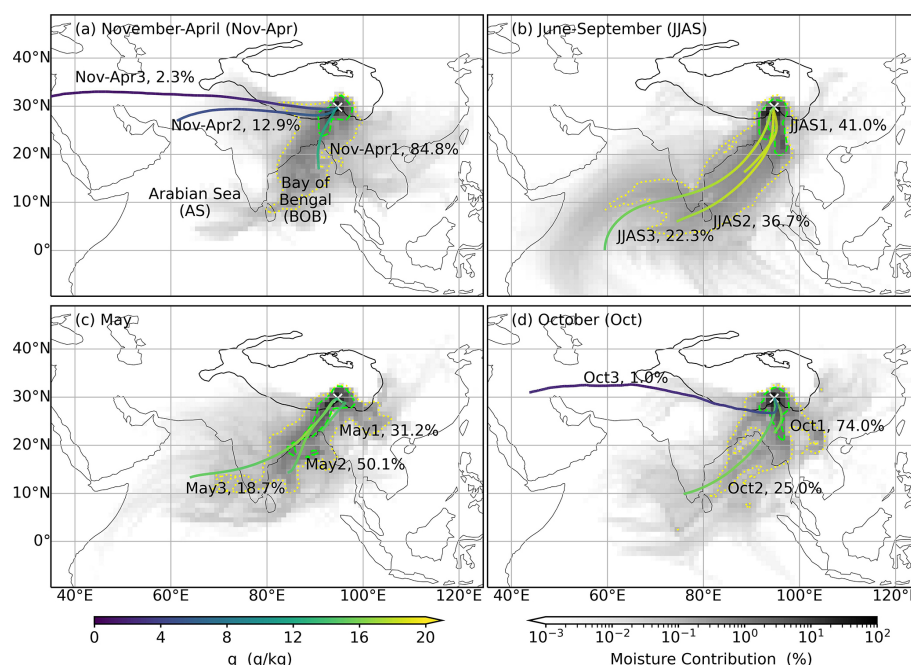 (a) November-April (Nov-Apr)
(b) June-September (JJAS)
40°N
Nov-Apr3, 2.3%
30°N
Nov-Apr2, 12.9%
JJAS1, 41.0%
20°N
Nov-Apr1, 84.8%
Arabian Sea
(AS)
Bay of
Bengal
(BOB)
10°N
JJAS2, 36.7%
JJAS3, 22.3%
0°
(c) May
(d) October (Oct)
40°N
Oct3, 1.0%
30°N
May1, 31.2%
Oct1, 74.0%
20°N
May2, 50.1%
May3, 18.7%
Oct2, 25.0%
10°N
0°
40°E 60°E 80°E 100°E 120°E 40°E 60°E 80°E 100°E 120°E
0 4 8 12 16 20
q (g/kg)
10⁻³ 10⁻² 10⁻¹ 10⁰ 10¹ 10²
Moisture Contribution (%)